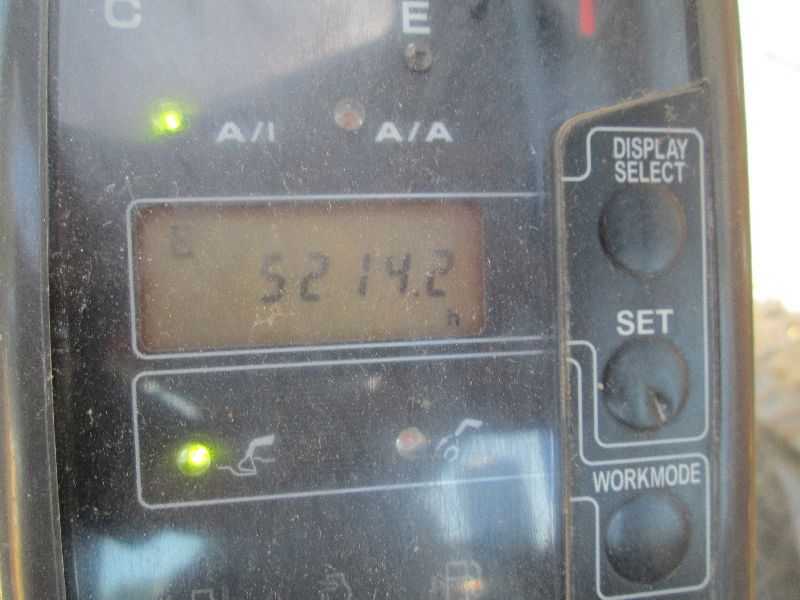 C E
A/I A/A
DISPLAY
SELECT
5214.2
h
SET
WORKMODE